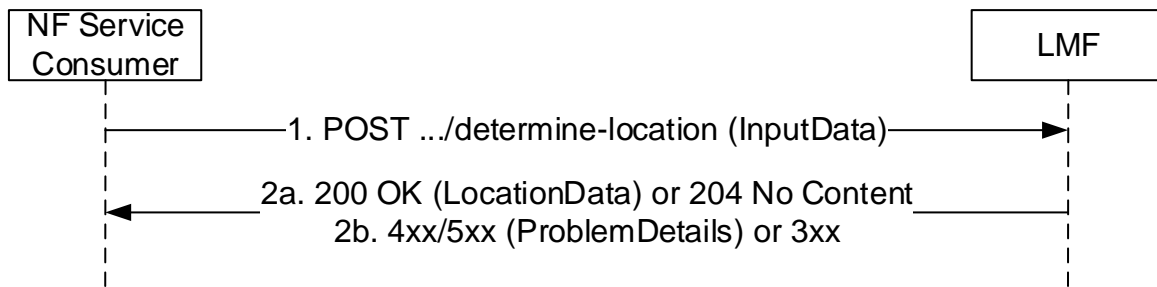 NF Service
Consumer
LMF
1. POST .../determine-location (InputData)
2a. 200 OK (LocationData) or 204 No Content
2b. 4xx/5xx (ProblemDetails) or 3xx